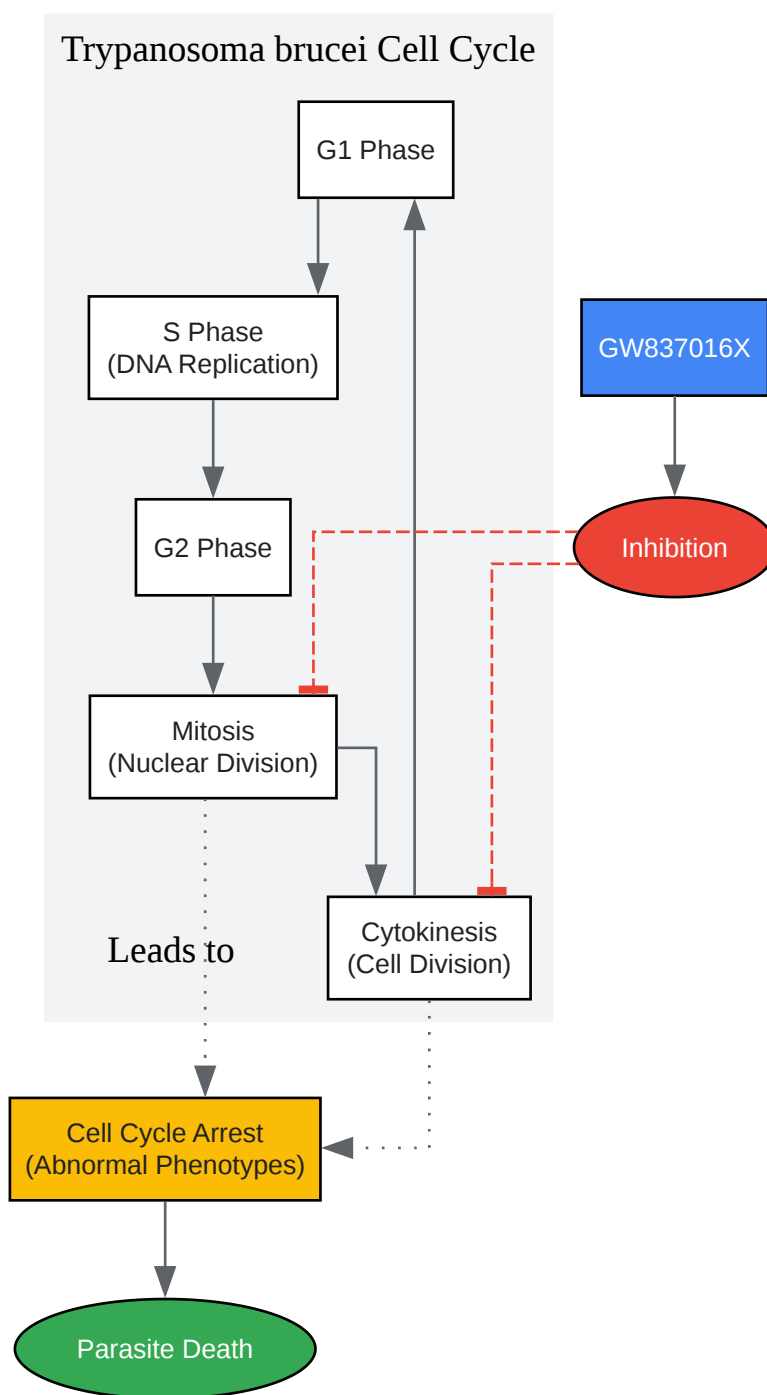 Trypanosoma brucei Cell Cycle
G1 Phase
S Phase
(DNA Replication)
GW837016X
G2 Phase
Inhibition
Mitosis
(Nuclear Division)
Cytokinesis
(Cell Division)
Leads to
Cell Cycle Arrest
(Abnormal Phenotypes)
Parasite Death